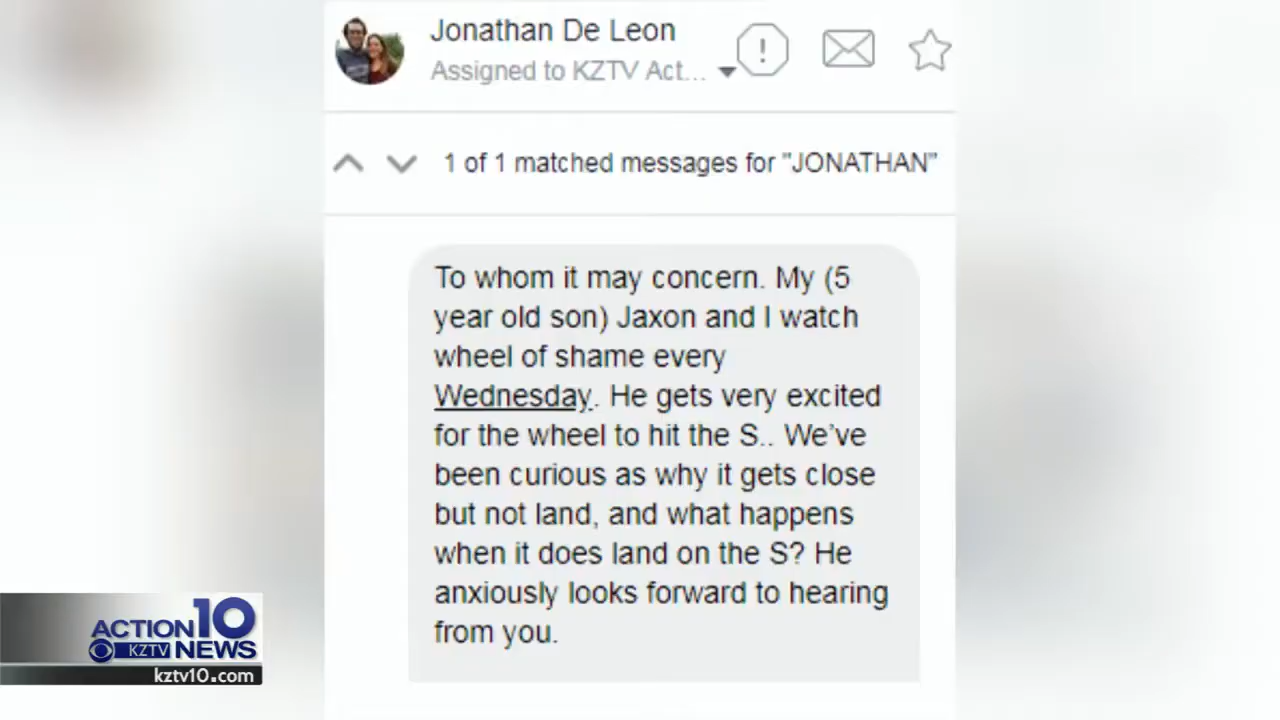 Jonathan De Leon
Assigned to KZTV Act...
1 of 1 matched messages for "JONATHAN"
To whom it may concern. My (5
year old son) Jaxon and I watch
wheel of shame every
Wednesday. He gets very excited
for the wheel to hit the S.. We've
been curious as why it gets close
but not land, and what happens
when it does land on the S? He
anxiously looks forward to hearing
from you.
ACTION 10
KZTV NEWS
kztv10.com